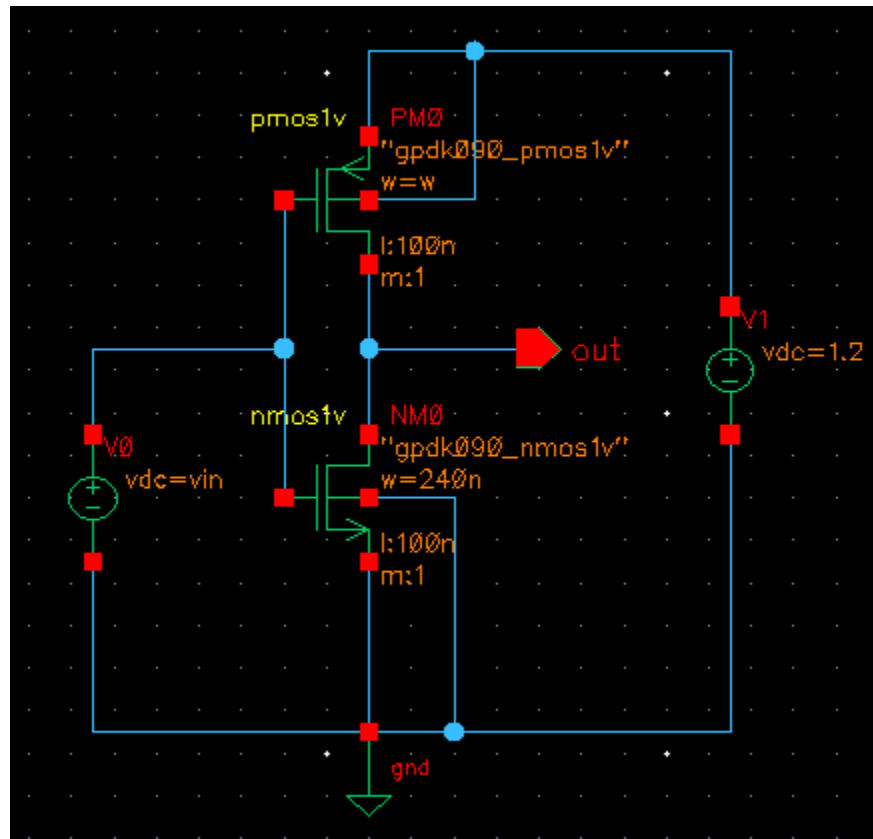 pmos1v PM0
"gpdk090_pmos1v"
w=w
l:100n
m:1
V1
vdc=1.2
out
nmos1v NM0
"gpdk090_nmos1v"
w=240n
V0
vdc=vin
l:100n
m:1
gnd